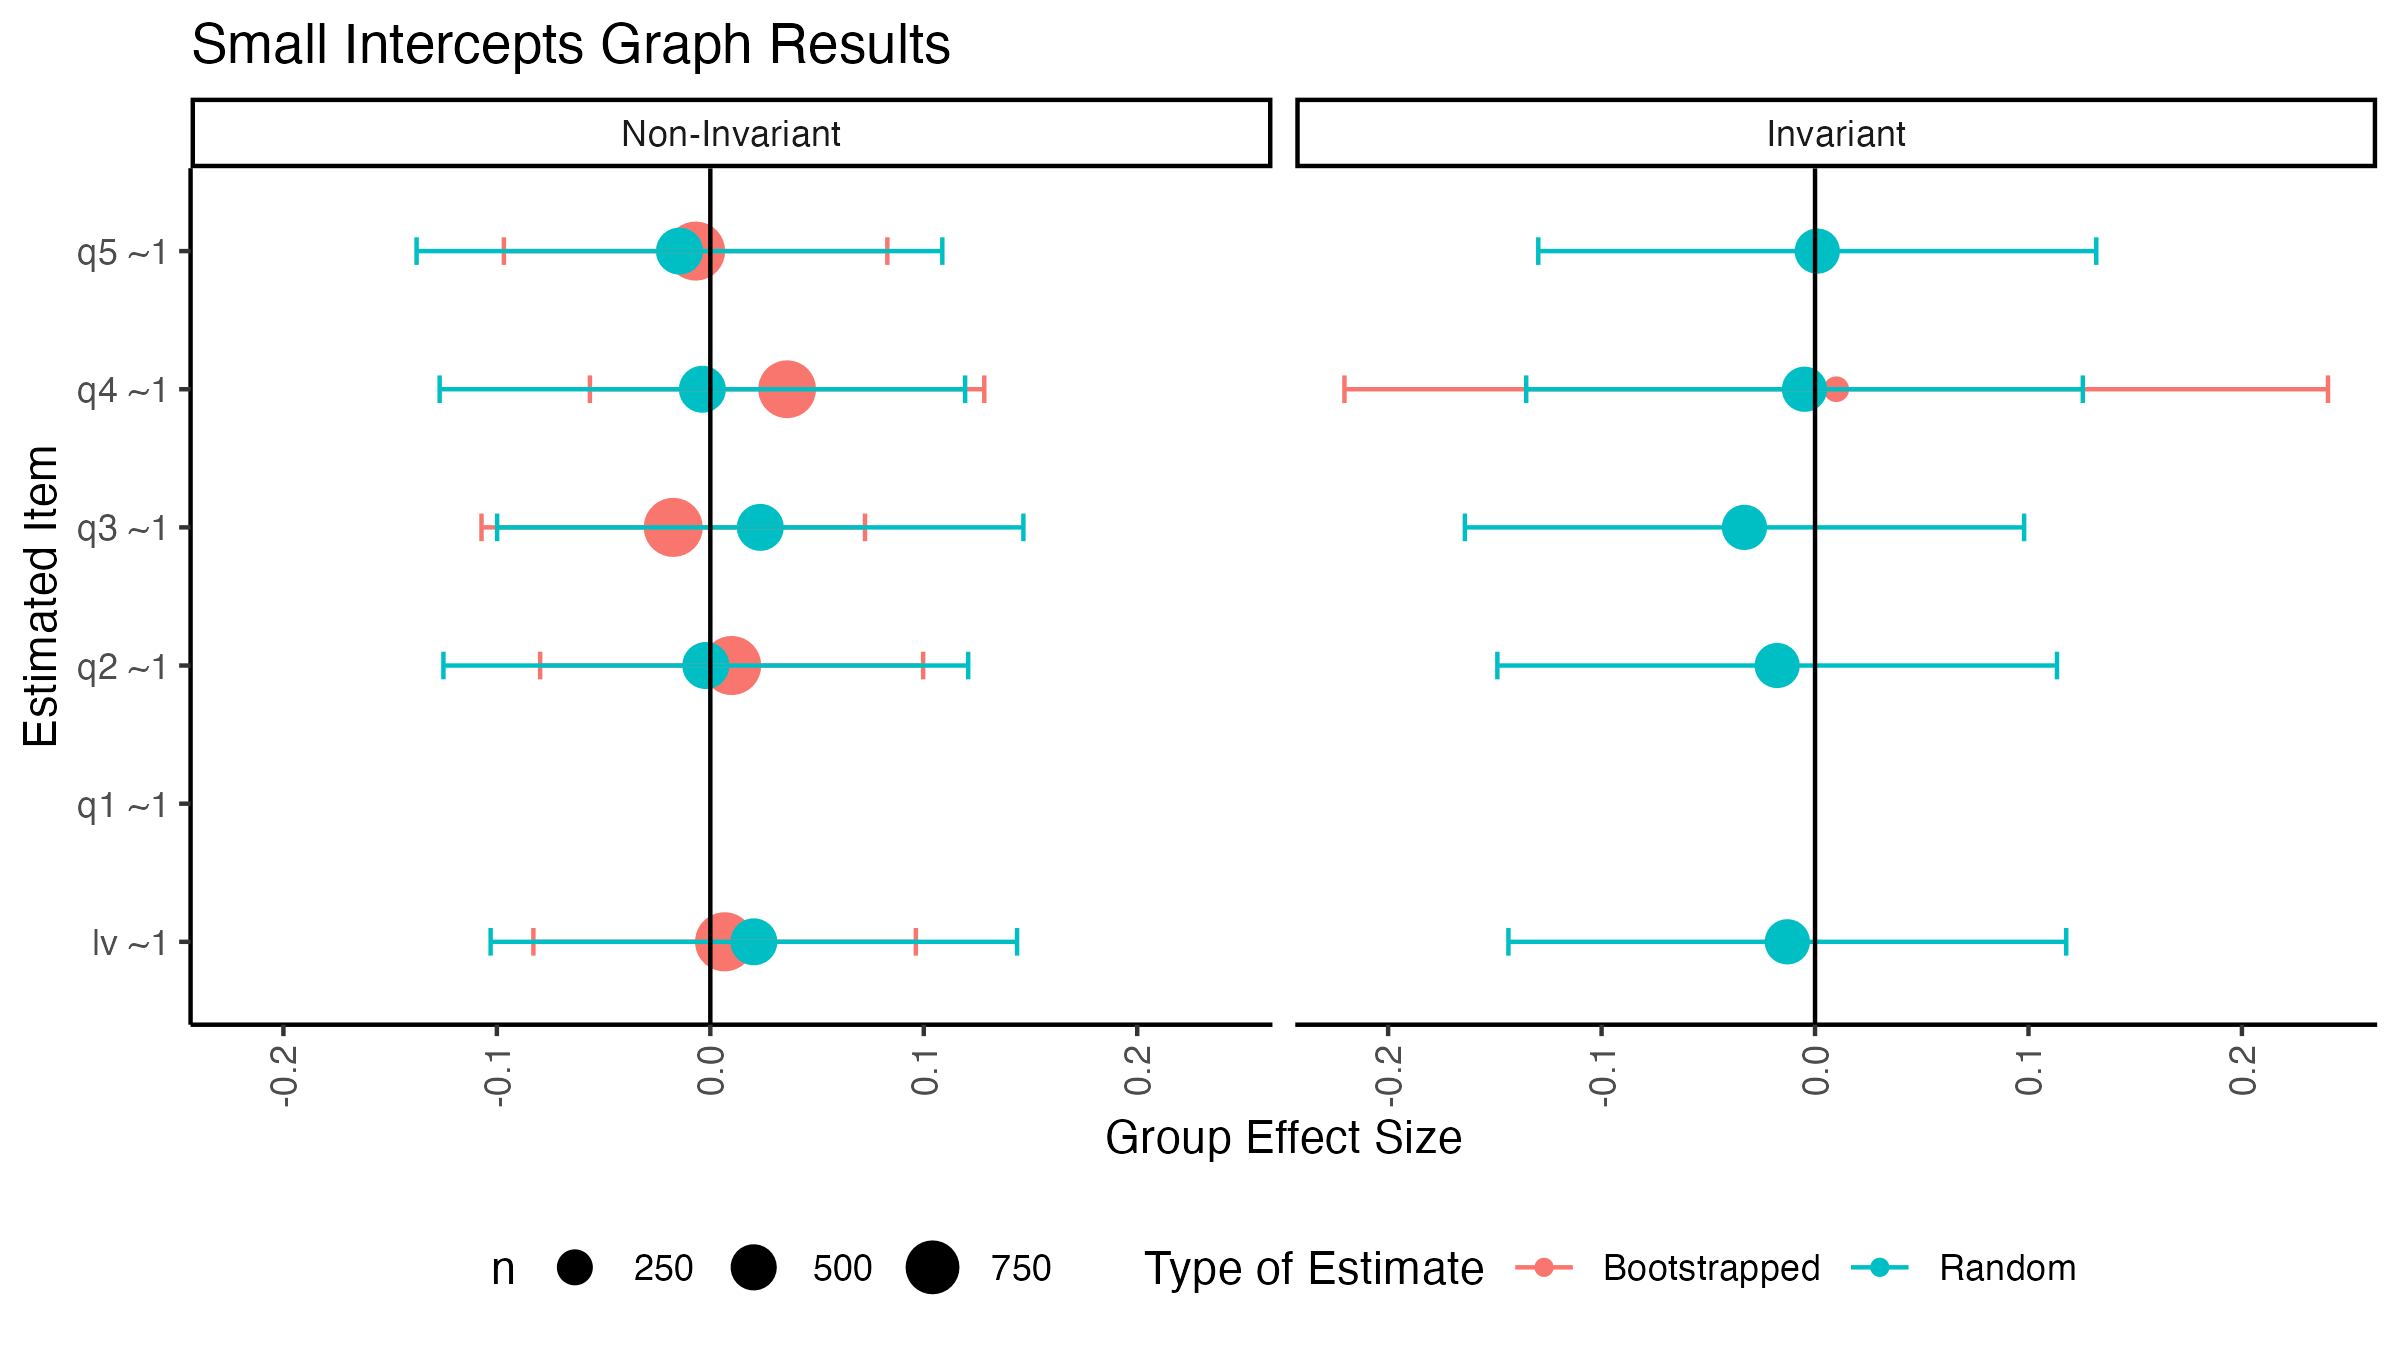 Small Intercepts Graph Results
Non-Invariant
Invariant
Estimated Item
q5 ~1
q4 ~1
q3 ~1
q2 ~1
q1 ~1
lv ~1
-0.2
-0.1
0.0
0.1
0.2
-0.2
-0.1
0.0
0.1
0.2
Group Effect Size
n 250 500 750 Type of Estimate Bootstrapped Random